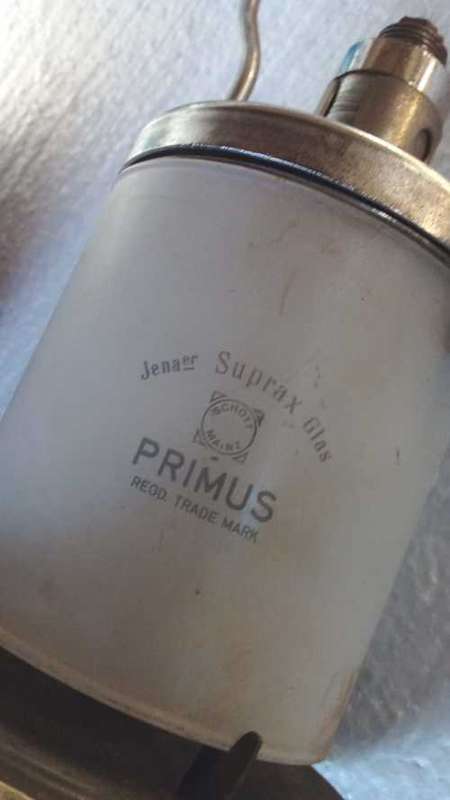 Jenaer Suprax Glas
SCHOTT
MAINZ
PRIMUS
REGD. TRADE MARK